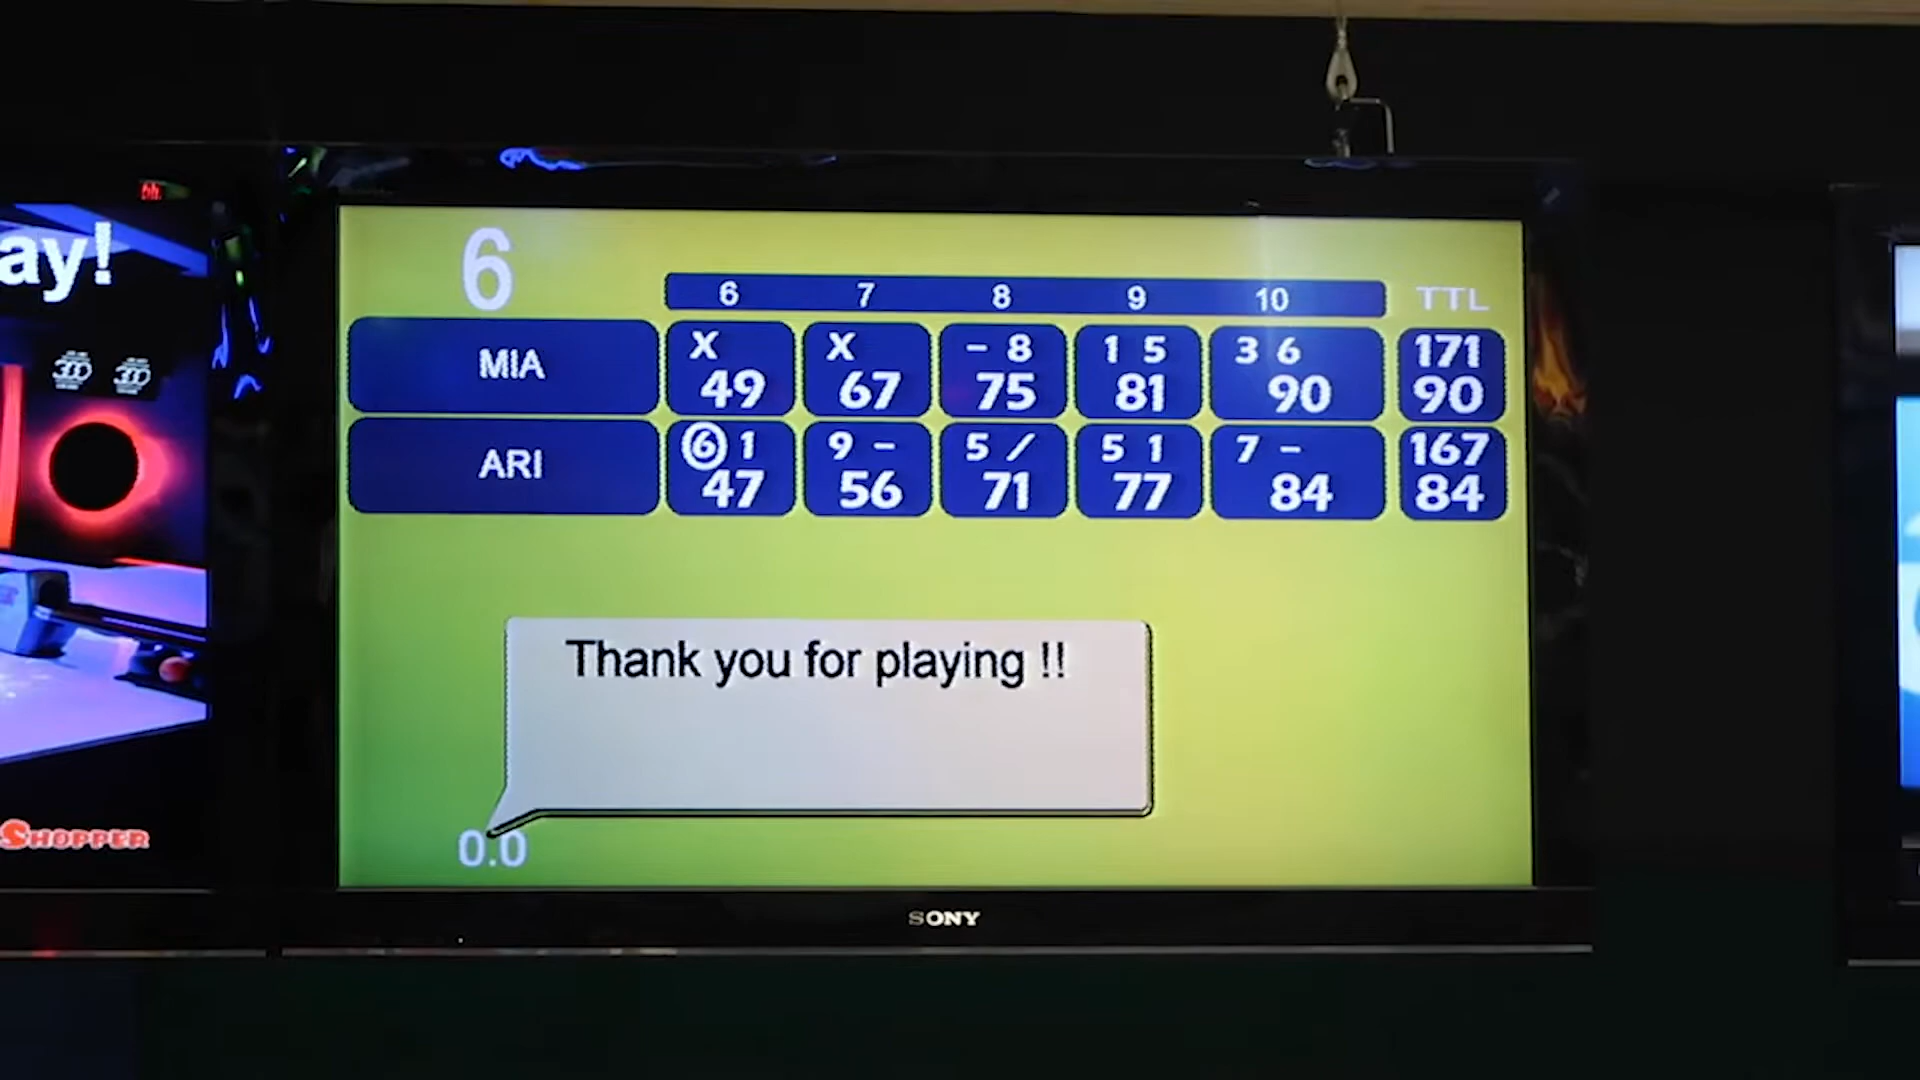 ay!
300 300
SHOPPER
6
6 7 8 9 10 TTL
MIA X X - 8 1 5 3 6 171
49 67 75 81 90 90
ARI 6 1 9 - 5 / 5 1 7 - 167
47 56 71 77 84 84
Thank you for playing !!
0.0
SONY